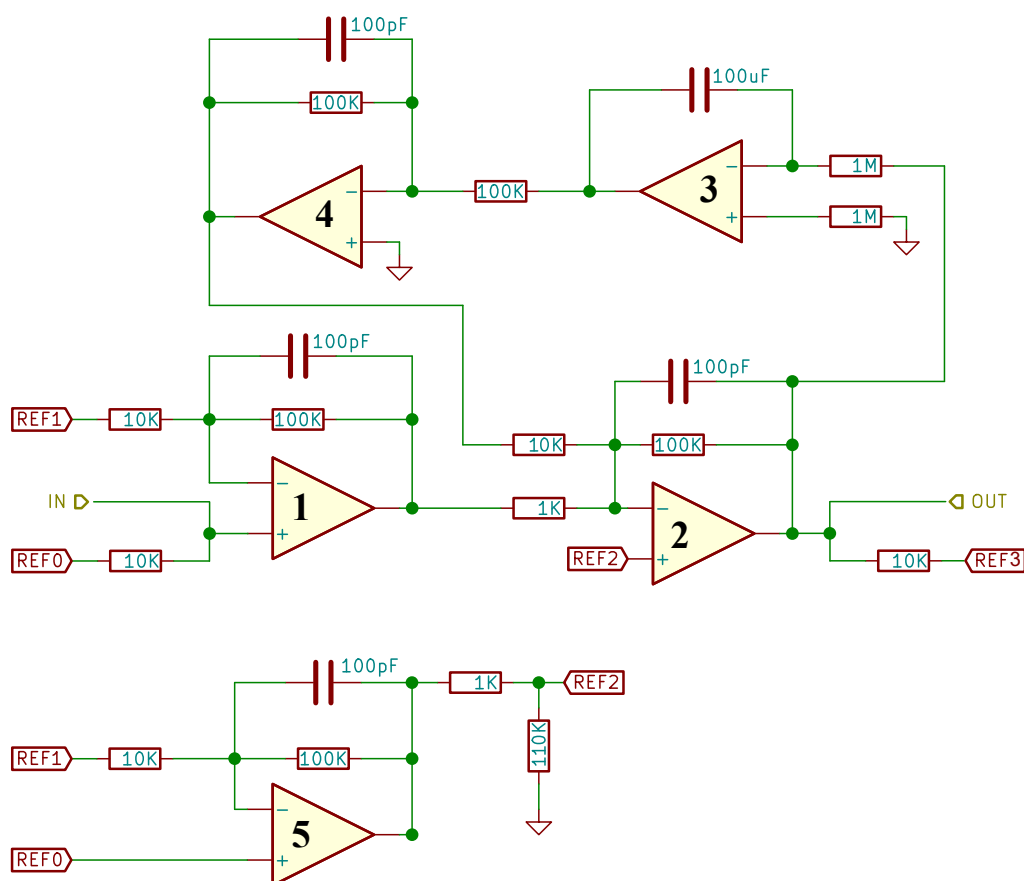 100pF
100K
100uF
1M
1M
3
100K
4
- + - +
100pF
100pF
REF1
10K
100K
10K
100K
IN
1
1K
2
OUT
REF0
10K
REF2
10K
REF3
- + - +
100pF
1K
REF2
110K
REF1
10K
100K
5
- +
REF0